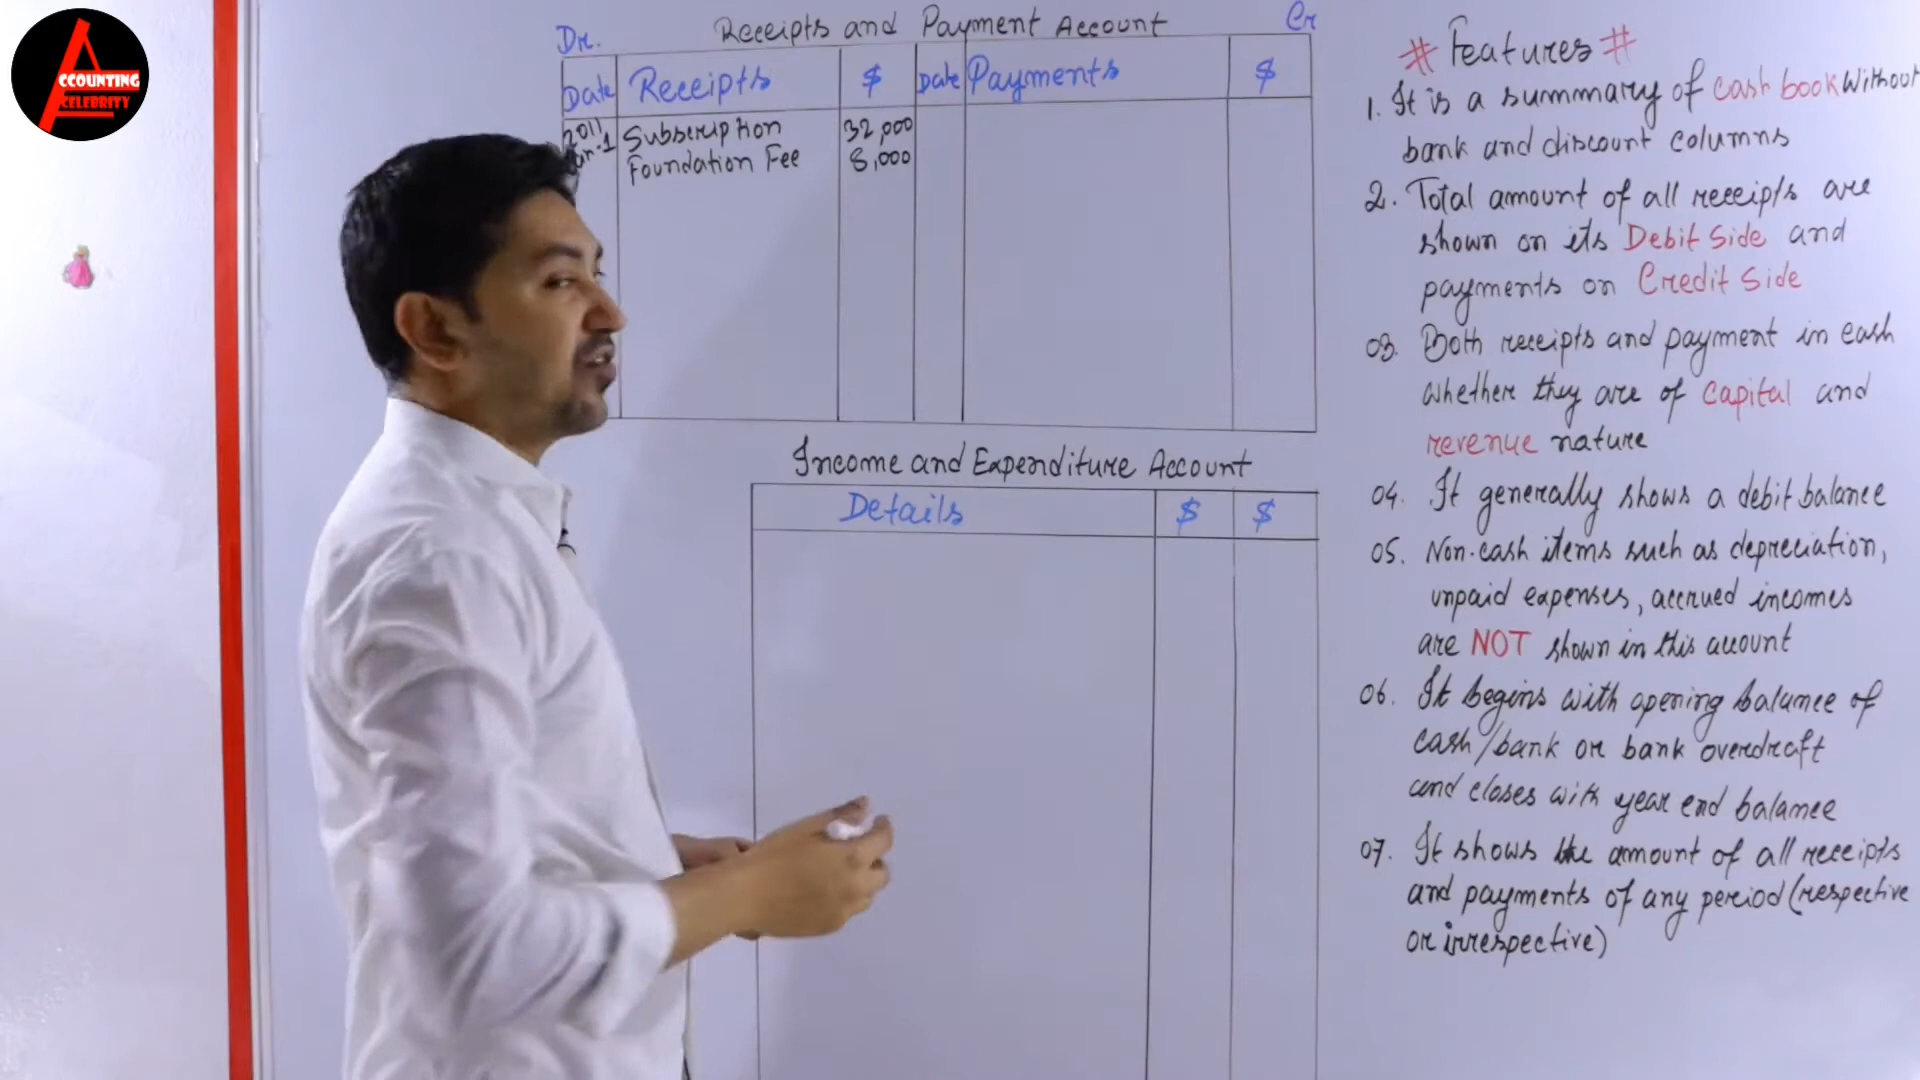 ACCOUNTING
CELEBRITY
Dr. Receipts and Payment Account Cr
Date Receipts $ Date Payments $
2011 Subscription 32,000
Foundation Fee 8,000
Income and Expenditure Account
Details $ $
# Features #
1. It is a summary of cash book without
bank and discount columns
2. Total amount of all receipts are
shown on its Debit Side and
payments on Credit Side
03. Both receipts and payment in cash
whether they are of capital and
revenue nature
04. It generally shows a debit balance
05. Non-cash items such as depreciation,
unpaid expenses, accrued incomes
are NOT shown in this account
06. It begins with opening balance of
cash/bank or bank overdraft
and closes with year end balance
07. It shows the amount of all receipts
and payments of any period (respective
or irrespective)